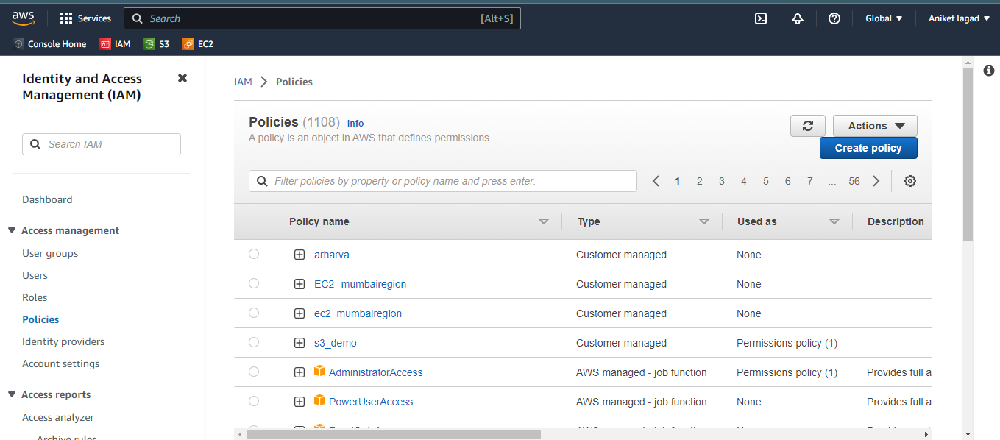 aws
Services
Search
[Alt+S]
Global
Aniket lagad
Console Home
IAM
S3
EC2
Identity and Access
Management (IAM)
Search IAM
Dashboard
Access management
User groups
Users
Roles
Policies
Identity providers
Account settings
Access reports
Access analyzer
Archive rules
IAM > Policies
Policies (1108) Info
A policy is an object in AWS that defines permissions.
Actions
Create policy
Filter policies by property or policy name and press enter.
1 2 3 4 5 6 7 ... 56
Policy name Type Used as Description
arharva Customer managed None
EC2--mumbairegion Customer managed None
ec2_mumbairegion Customer managed None
s3_demo Customer managed Permissions policy (1)
AdministratorAccess AWS managed - job function Permissions policy (1) Provides full a
PowerUserAccess AWS managed - job function None Provides full a